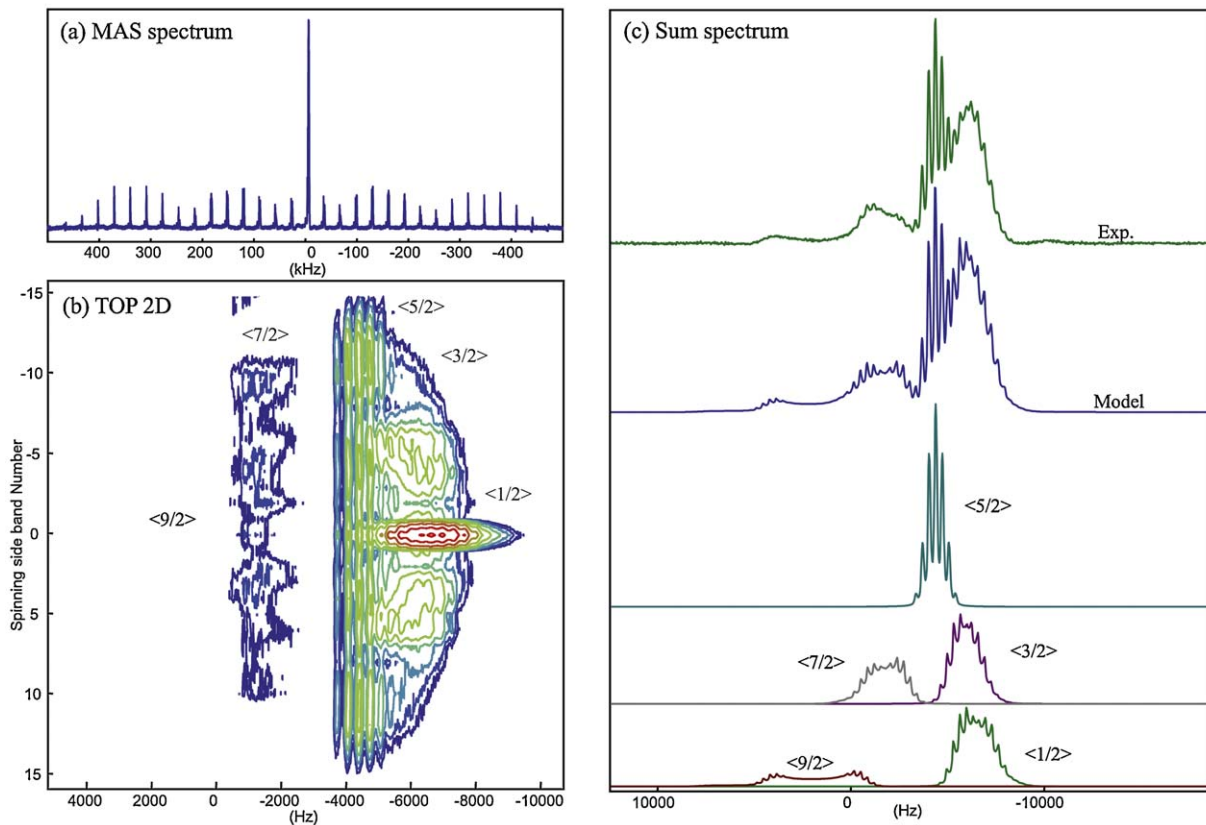 (a) MAS spectrum
400 300 200 100 0 -100 -200 -300 -400
(kHz)
(b) TOP 2D
-15
-10
-5
0
5
10
15
Spinning side band Number
<7/2>
<5/2>
<3/2>
<1/2>
<9/2>
4000 2000 0 -2000 -4000 -6000 -8000 -10000
(Hz)
(c) Sum spectrum
Exp.
Model
<5/2>
<7/2>
<3/2>
<9/2>
<1/2>
10000 0 -10000
(Hz)